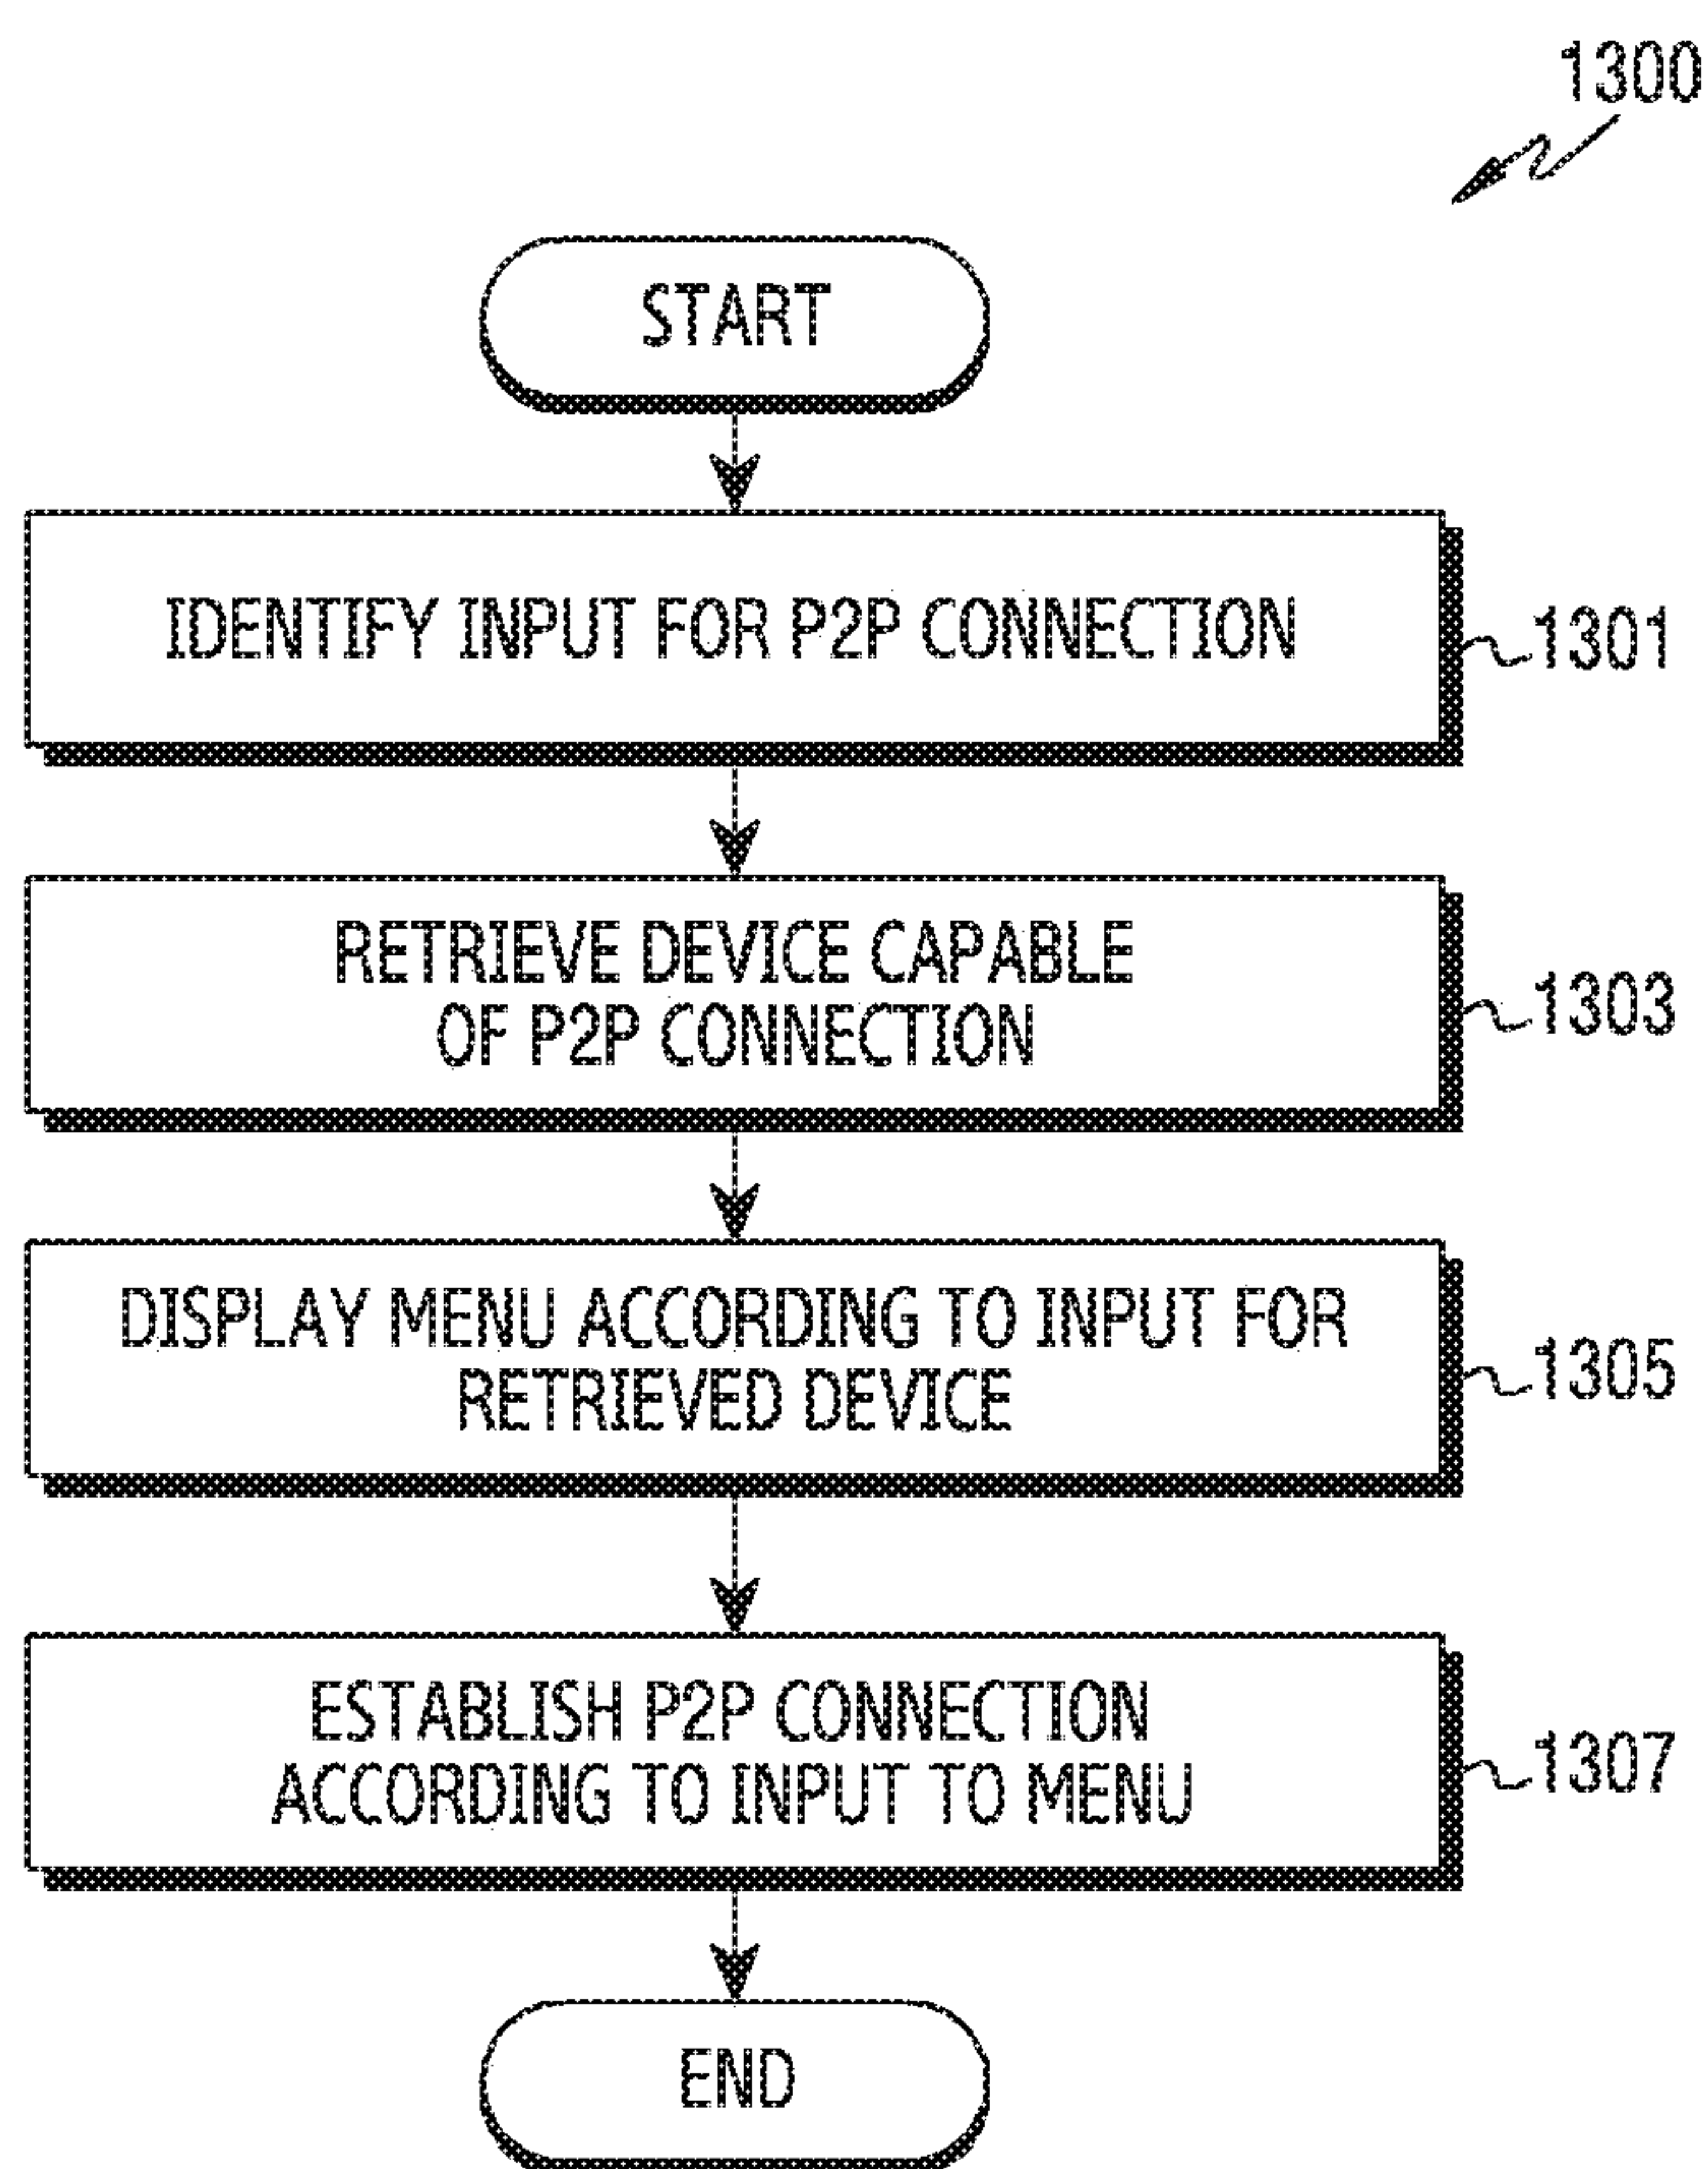 1300
START
IDENTIFY INPUT FOR P2P CONNECTION
1301
RETRIEVE DEVICE CAPABLE
OF P2P CONNECTION
1303
DISPLAY MENU ACCORDING TO INPUT FOR
RETRIEVED DEVICE
1305
ESTABLISH P2P CONNECTION
ACCORDING TO INPUT TO MENU
1307
END